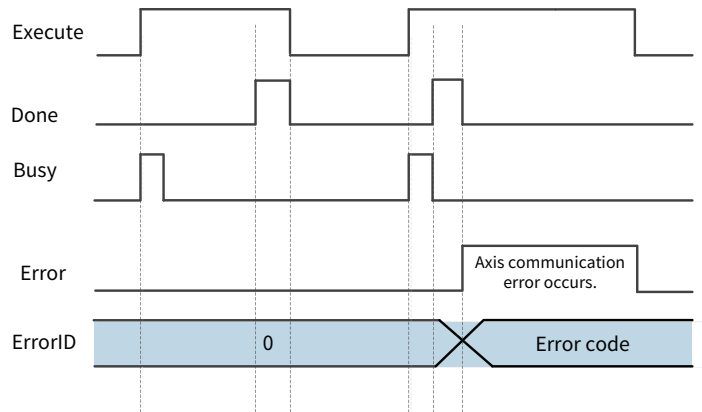 Execute
Done
Busy
Error
Axis communication
error occurs.
ErrorID
0
Error code